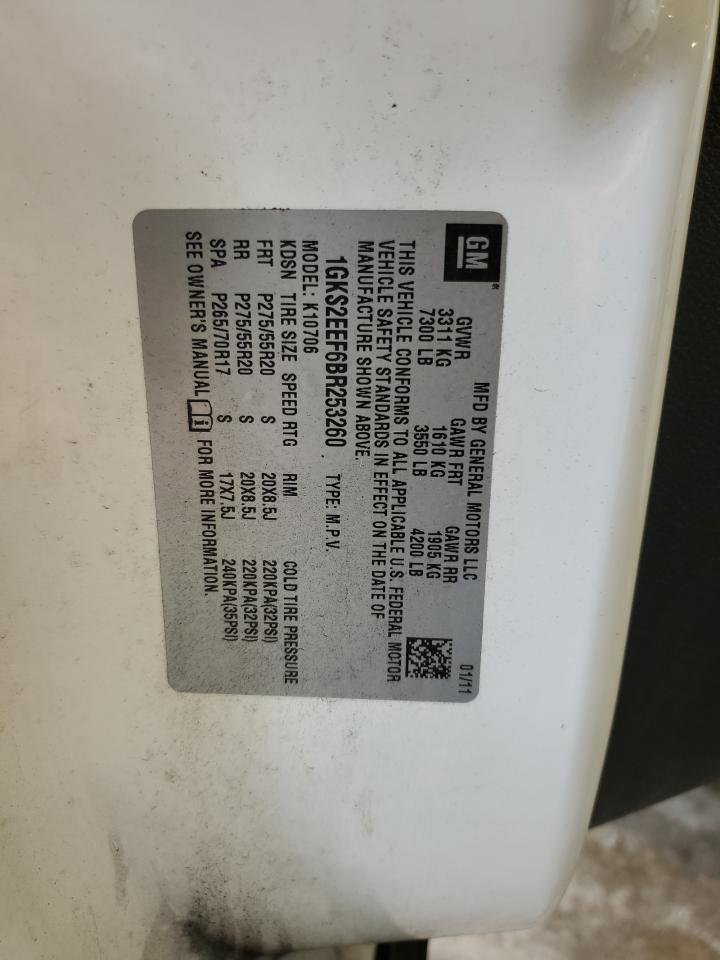 GM®
MFD BY GENERAL MOTORS LLC 01/11
GVWR GAWR FRT GAWR RR
3311 KG 1610 KG 1905 KG
7300 LB 3550 LB 4200 LB
THIS VEHICLE CONFORMS TO ALL APPLICABLE U.S. FEDERAL MOTOR
VEHICLE SAFETY STANDARDS IN EFFECT ON THE DATE OF
MANUFACTURE SHOWN ABOVE.
1GKS2EEF6BR253260 TYPE: M.P.V.
MODEL: K10706
KDSN TIRE SIZE SPEED RTG RIM COLD TIRE PRESSURE
FRT P275/55R20 S 20X8.5J 220KPA(32PSI)
RR P275/55R20 S 20X8.5J 220KPA(32PSI)
SPA P265/70R17 S 17X7.5J 240KPA(35PSI)
SEE OWNER'S MANUAL i FOR MORE INFORMATION.